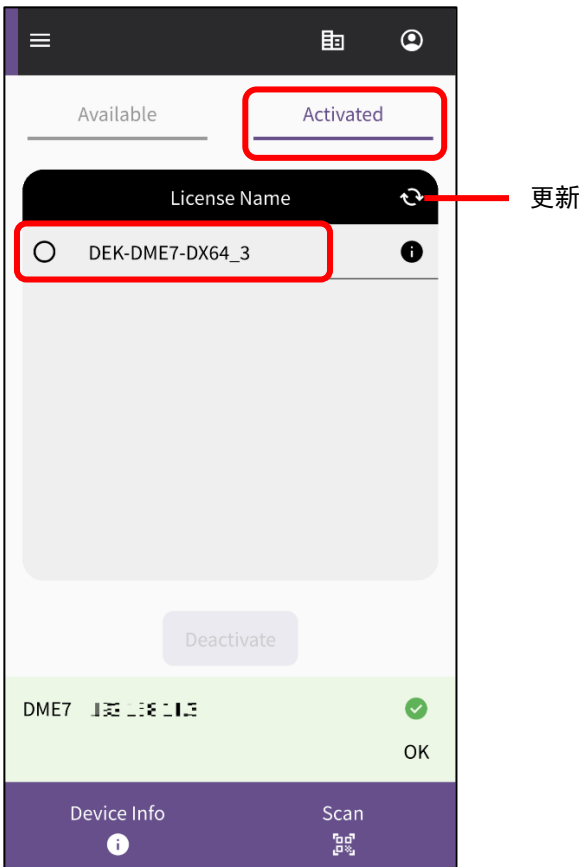 Available
Activated
License Name
更新
DEK-DME7-DX64_3
Deactivate
DME7
OK
Device Info
Scan